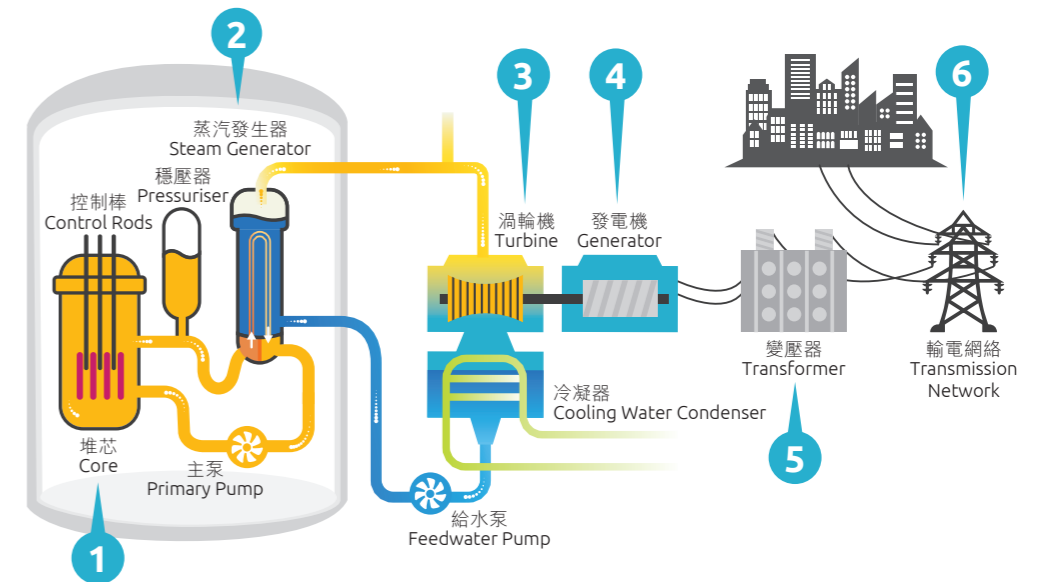 2
3
4
6
蒸汽發生器
Steam Generator
穩壓器
Pressuriser
控制棒
Control Rods
渦輪機
Turbine
發電機
Generator
變壓器
Transformer
輸電網絡
Transmission
Network
冷凝器
Cooling Water Condenser
堆芯
Core
主泵
Primary Pump
5
給水泵
Feedwater Pump
1